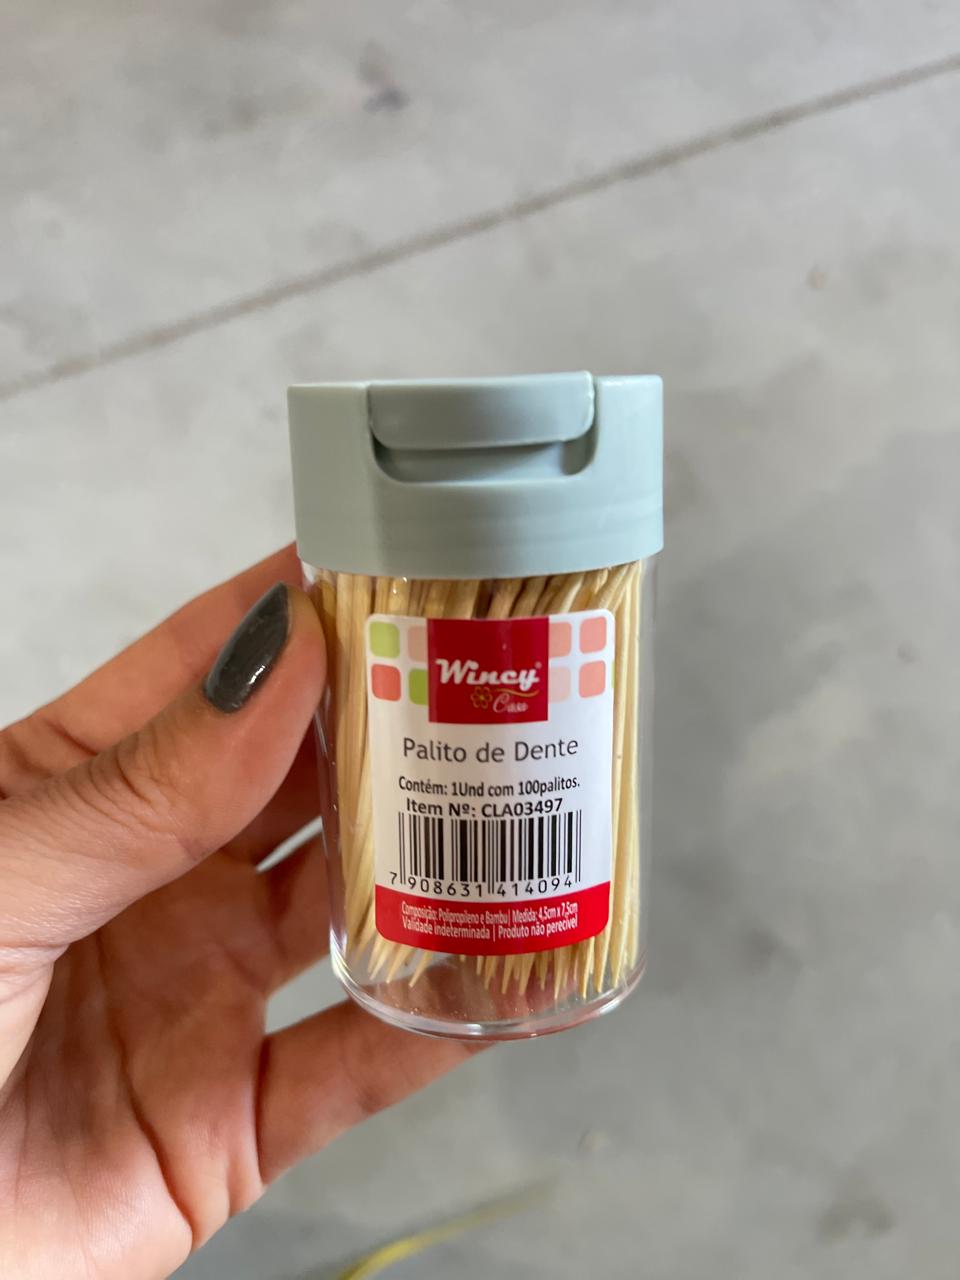 Wincy®
Casa
Palito de Dente
Contém: 1Und com 100palitos.
Item Nº: CLA03497
7 908631 414094
Composição: Polipropileno e Bambu| Medida: 4,5cm x 7,5cm
Validade indeterminada | Produto não perecível